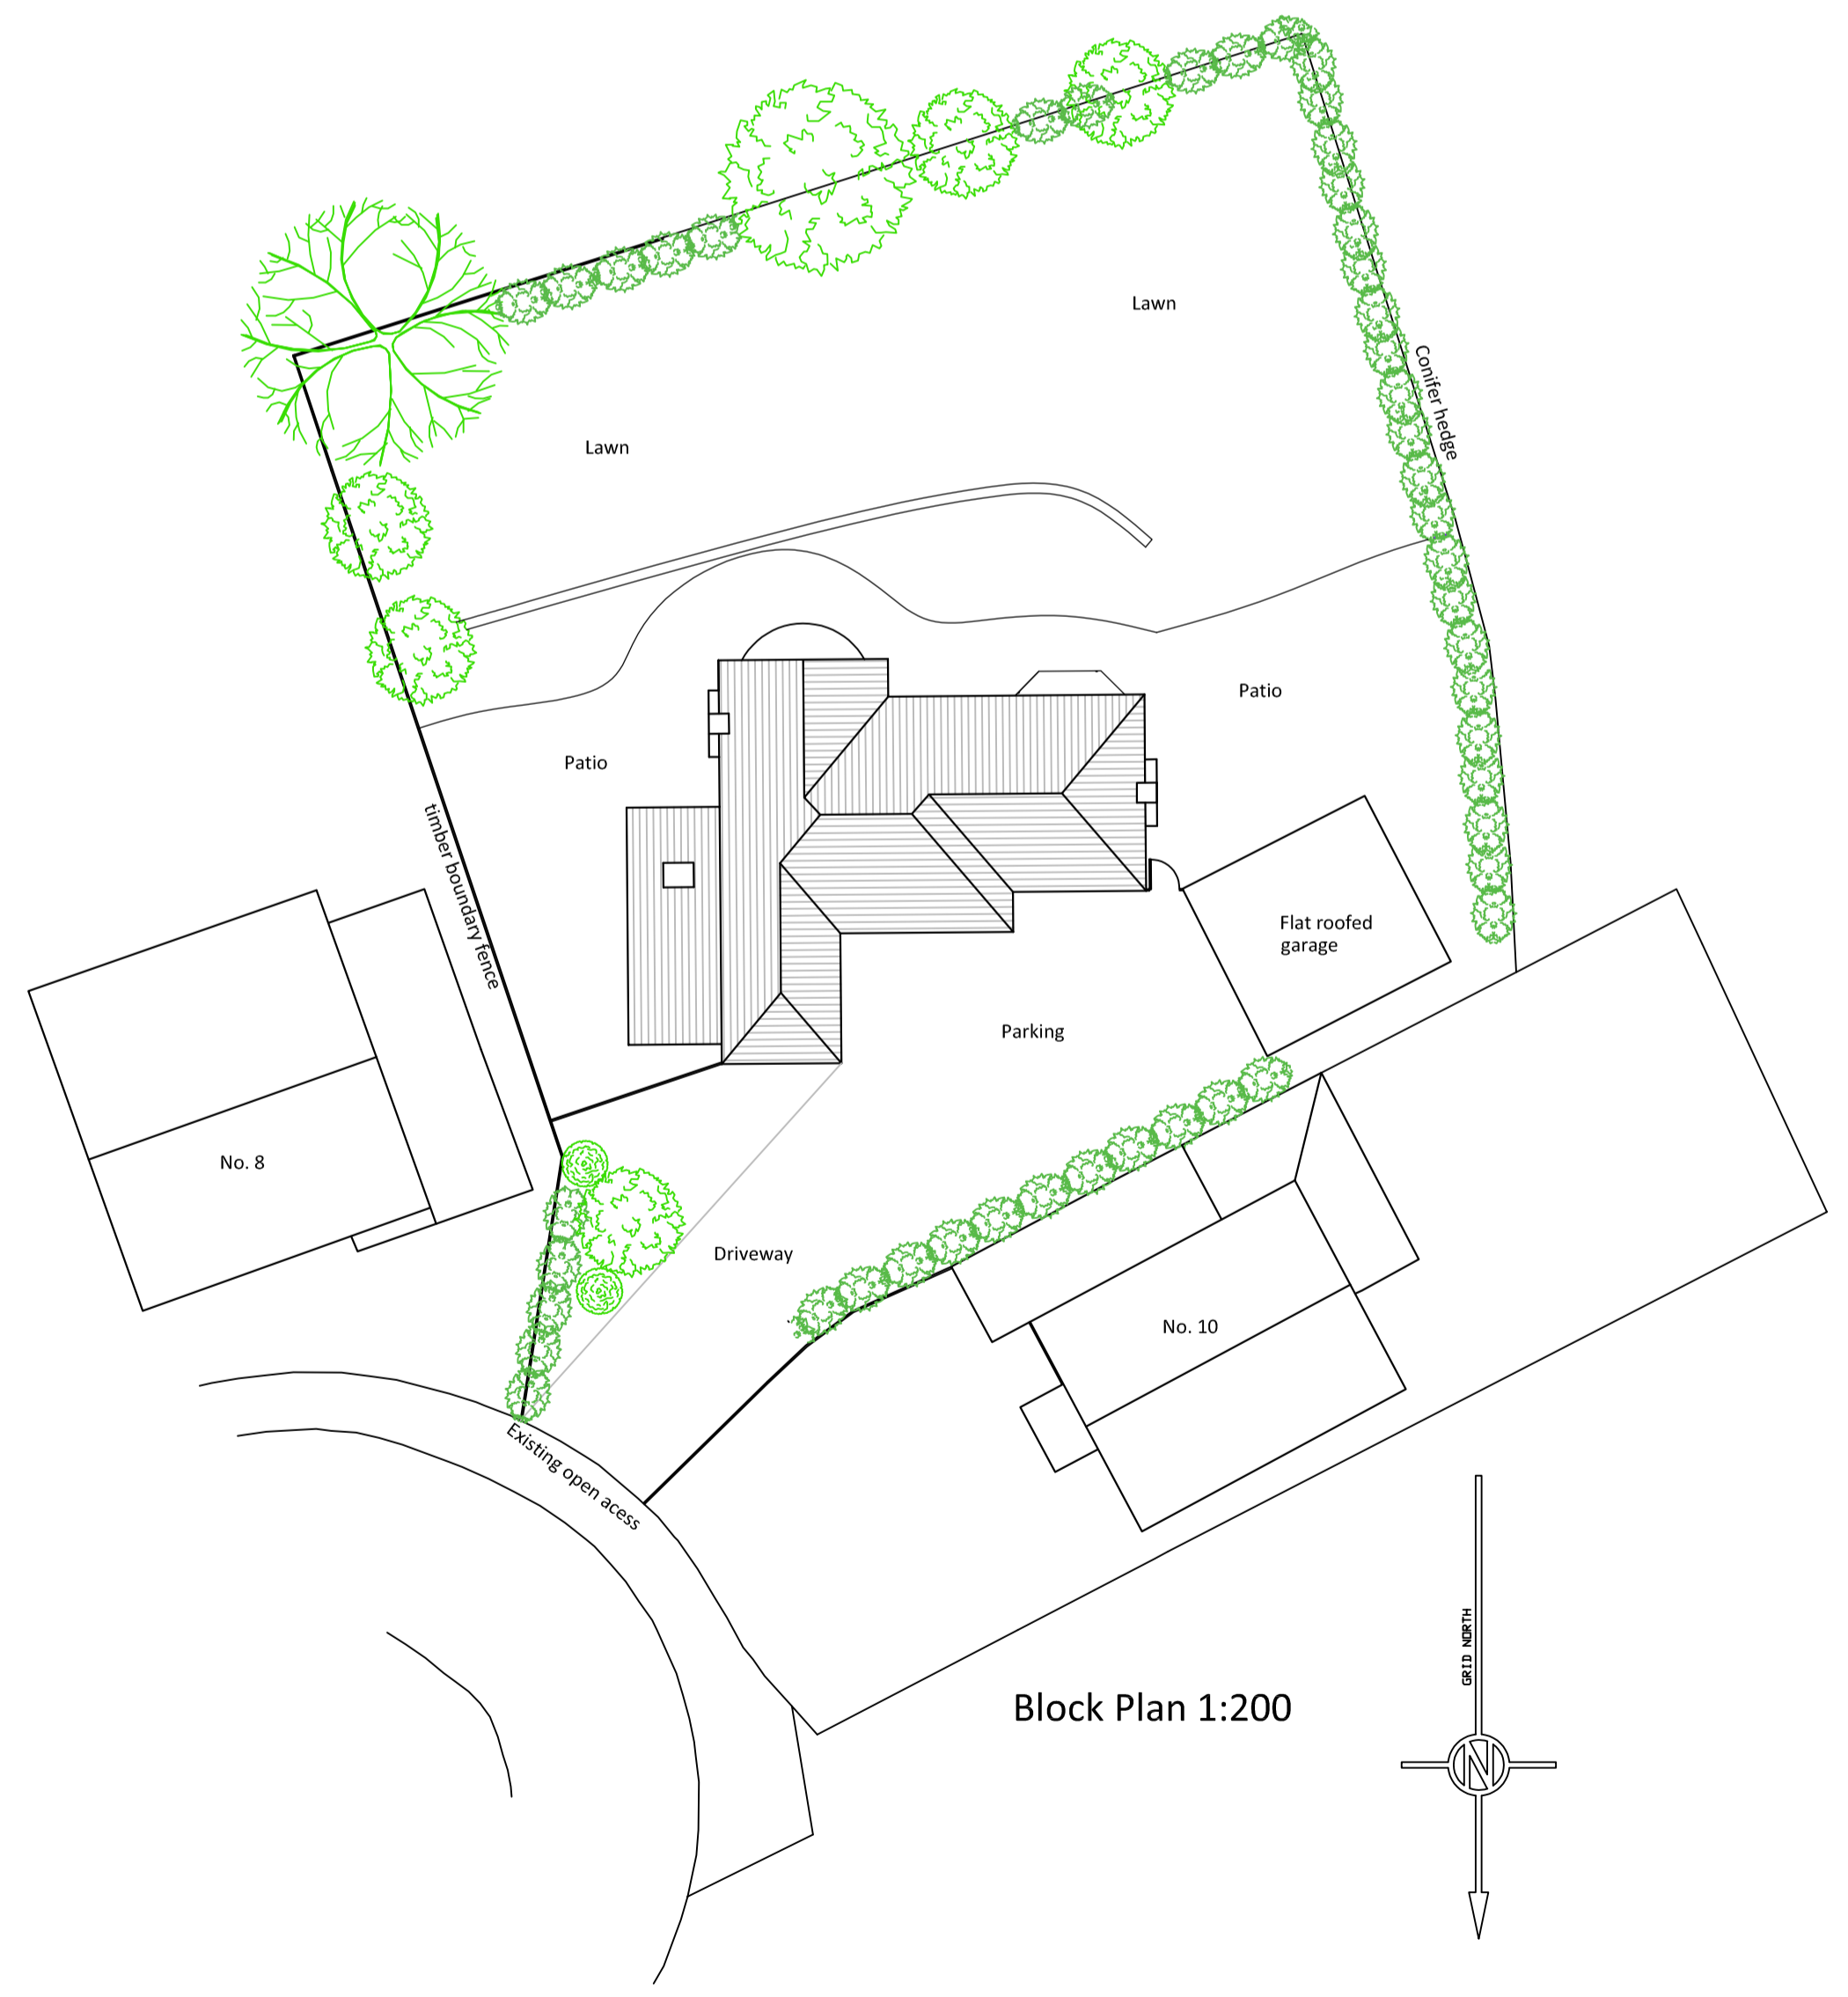 Lawn
Conifer hedge
Lawn
Patio
Patio
timber boundary fence
Flat roofed
garage
Parking
No. 8
Driveway
No. 10
Existing open acess
GRID NORTH
Block Plan 1:200
N